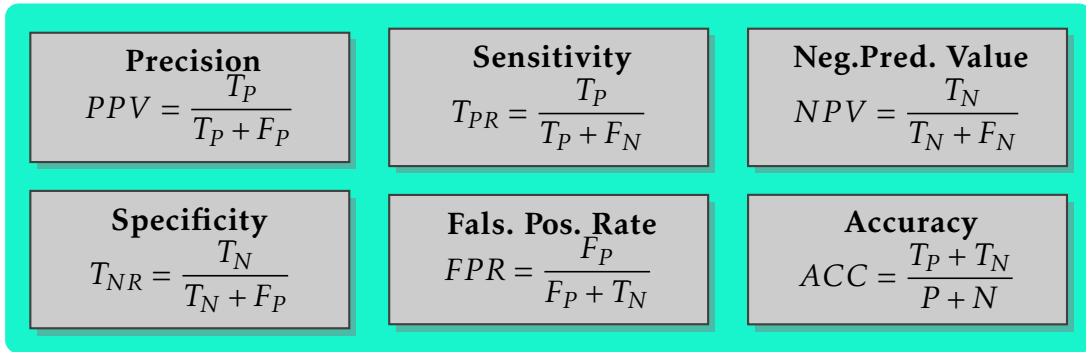 Precision
PPV = T_P / (T_P + F_P)
Sensitivity
T_PR = T_P / (T_P + F_N)
Neg.Pred. Value
NPV = T_N / (T_N + F_N)
Specificity
T_NR = T_N / (T_N + F_P)
Fals. Pos. Rate
FPR = F_P / (F_P + T_N)
Accuracy
ACC = (T_P + T_N) / (P + N)